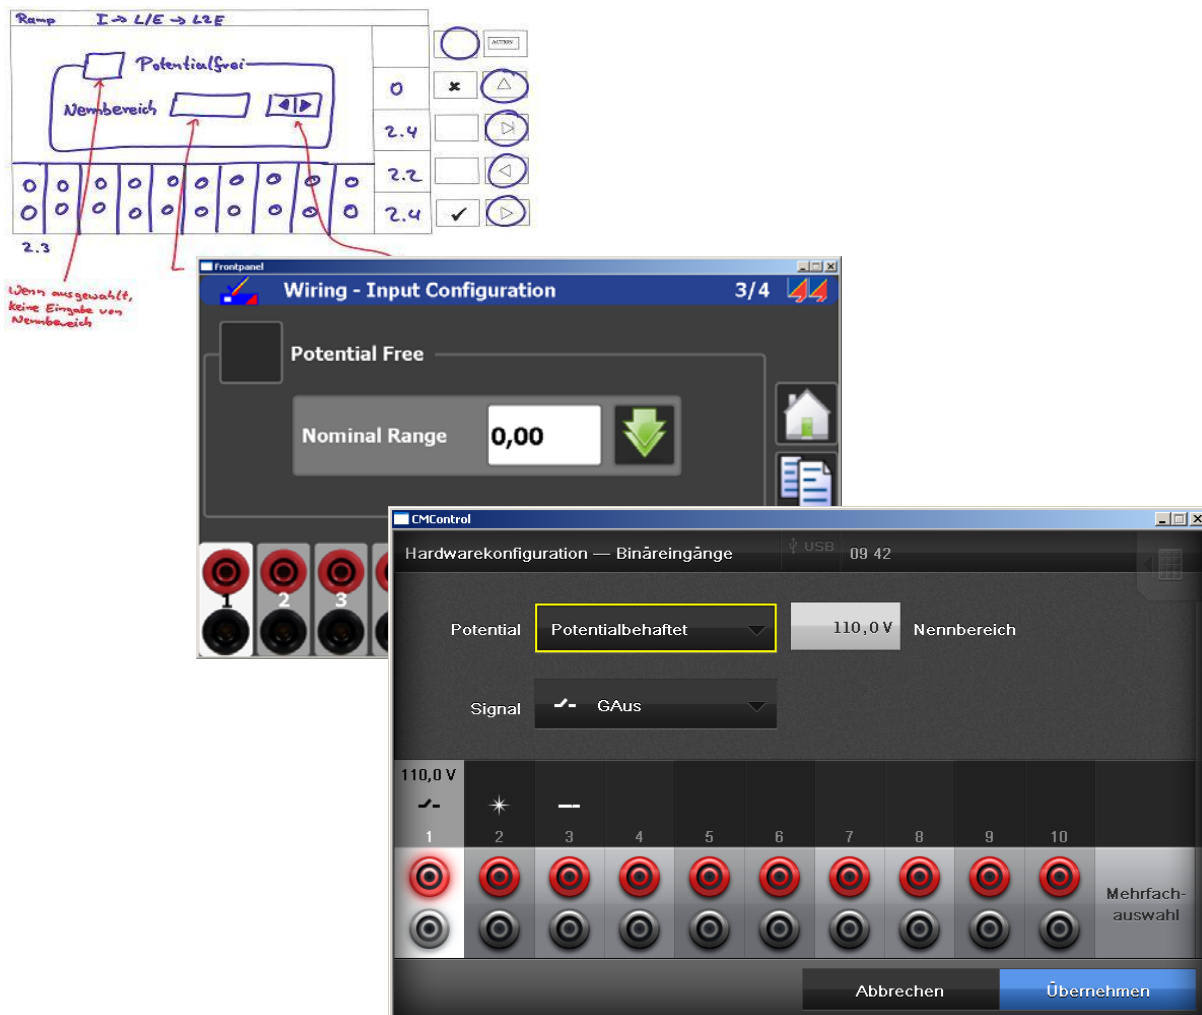 Ramp I → L/E → L2E
ACTION
Potentialfrei
0
Nennbereich
2.4
2.2
2.4
2.3
Wenn ausgewählt,
keine Eingabe von
Nennbereich
Frontpanel
Wiring - Input Configuration 3/4
Potential Free
Nominal Range 0,00
1 2 3
CMControl
Hardwarekonfiguration — Binäreingänge USB 09 42
Potential Potentialbehaftet 110,0 V Nennbereich
Signal GAus
110,0 V
1 2 3 4 5 6 7 8 9 10
Mehrfach-
auswahl
Abbrechen Übernehmen